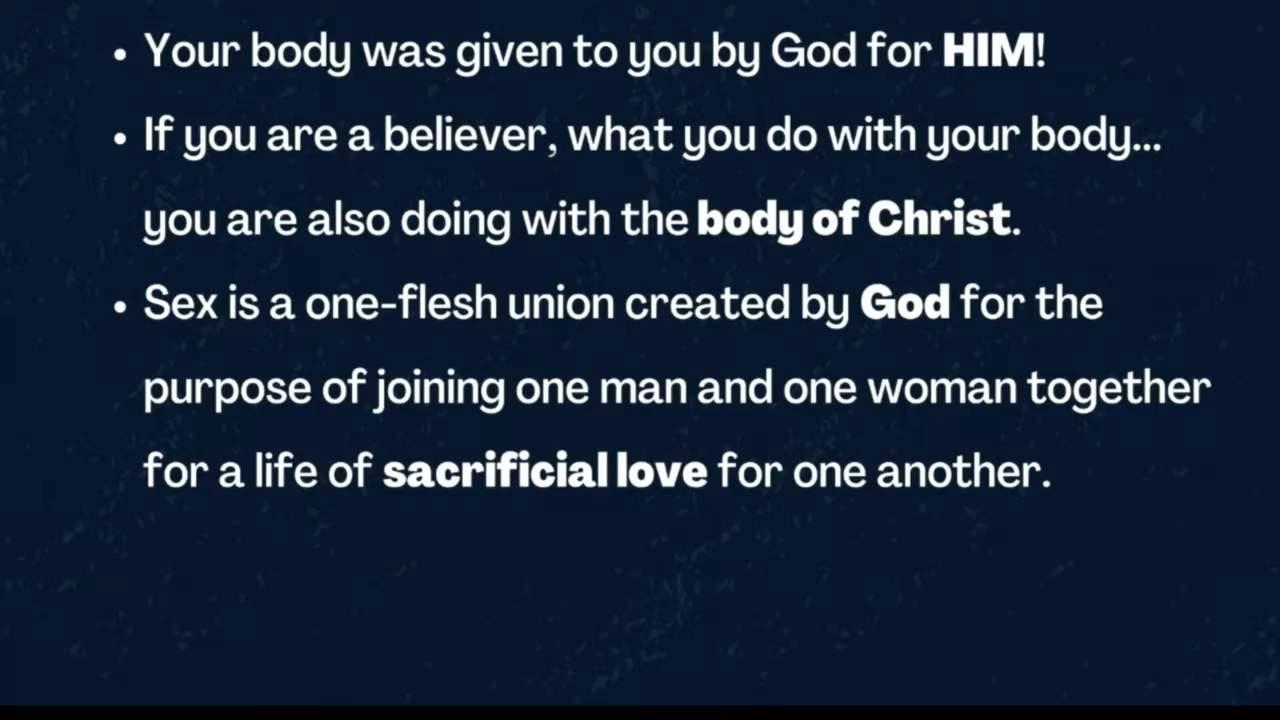 • Your body was given to you by God for HIM!
• If you are a believer, what you do with your body...
you are also doing with the body of Christ.
• Sex is a one-flesh union created by God for the
purpose of joining one man and one woman together
for a life of sacrificial love for one another.